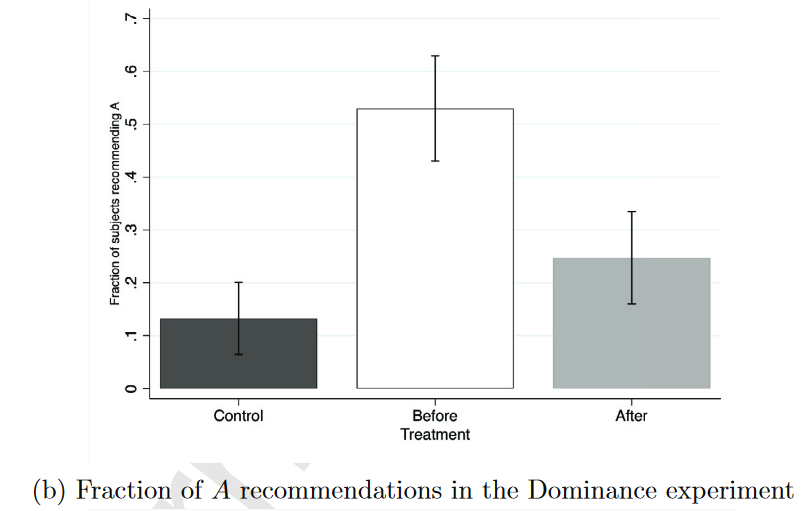 Fraction of subjects recommending A
.7
.6
.5
.4
.3
.2
.1
0
Control
Before
After
Treatment
(b) Fraction of A recommendations in the Dominance experiment